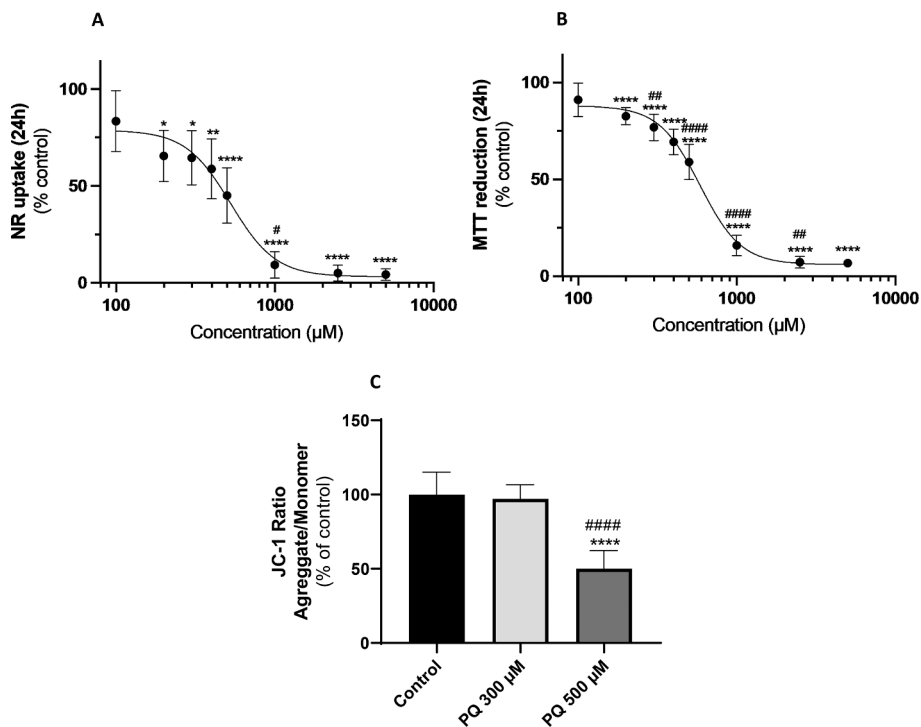 A
NR uptake (24h)
(% control)
100
50
0
*
*
**
****
#
****
****
****
100
1000
10000
Concentration (µM)
B
MTT reduction (24h)
(% control)
100
50
0
****
##
****
****
####
****
####
****
##
****
****
100
1000
10000
Concentration (µM)
C
JC-1 Ratio
Agreggate/Monomer
(% of control)
150
100
50
0
####
****
Control
PQ 300 µM
PQ 500 µM